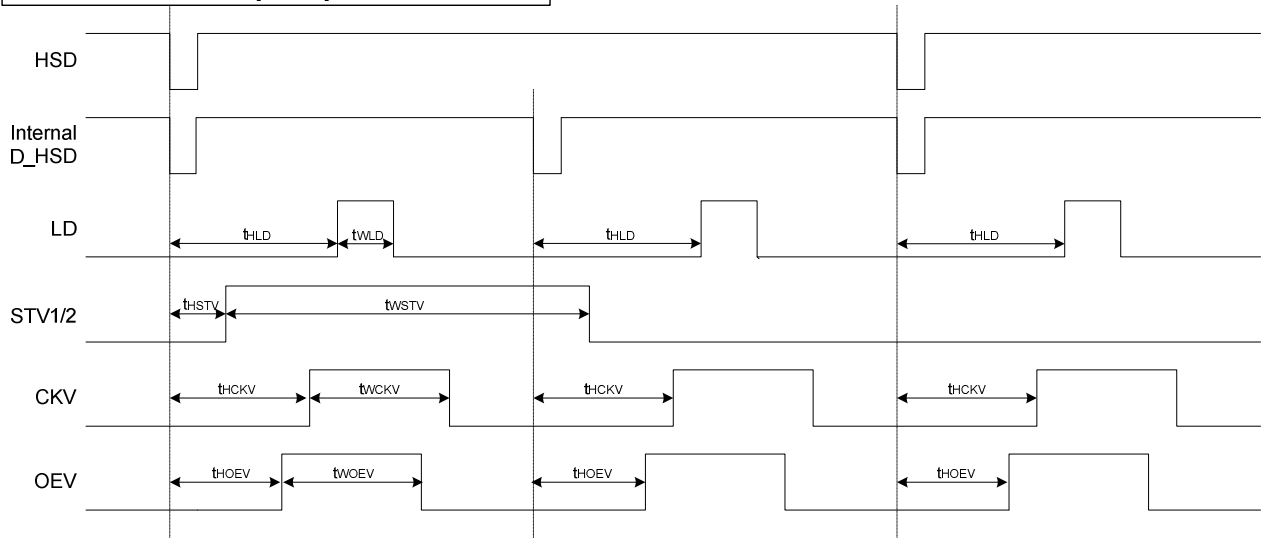 HSD
Internal
D_HSD
LD
tHLD
tWLD
tHLD
tHLD
STV1/2
tHSTV
tWSTV
CKV
tHCKV
tWCKV
tHCKV
tHCKV
OEV
tHOEV
tWOEV
tHOEV
tHOEV